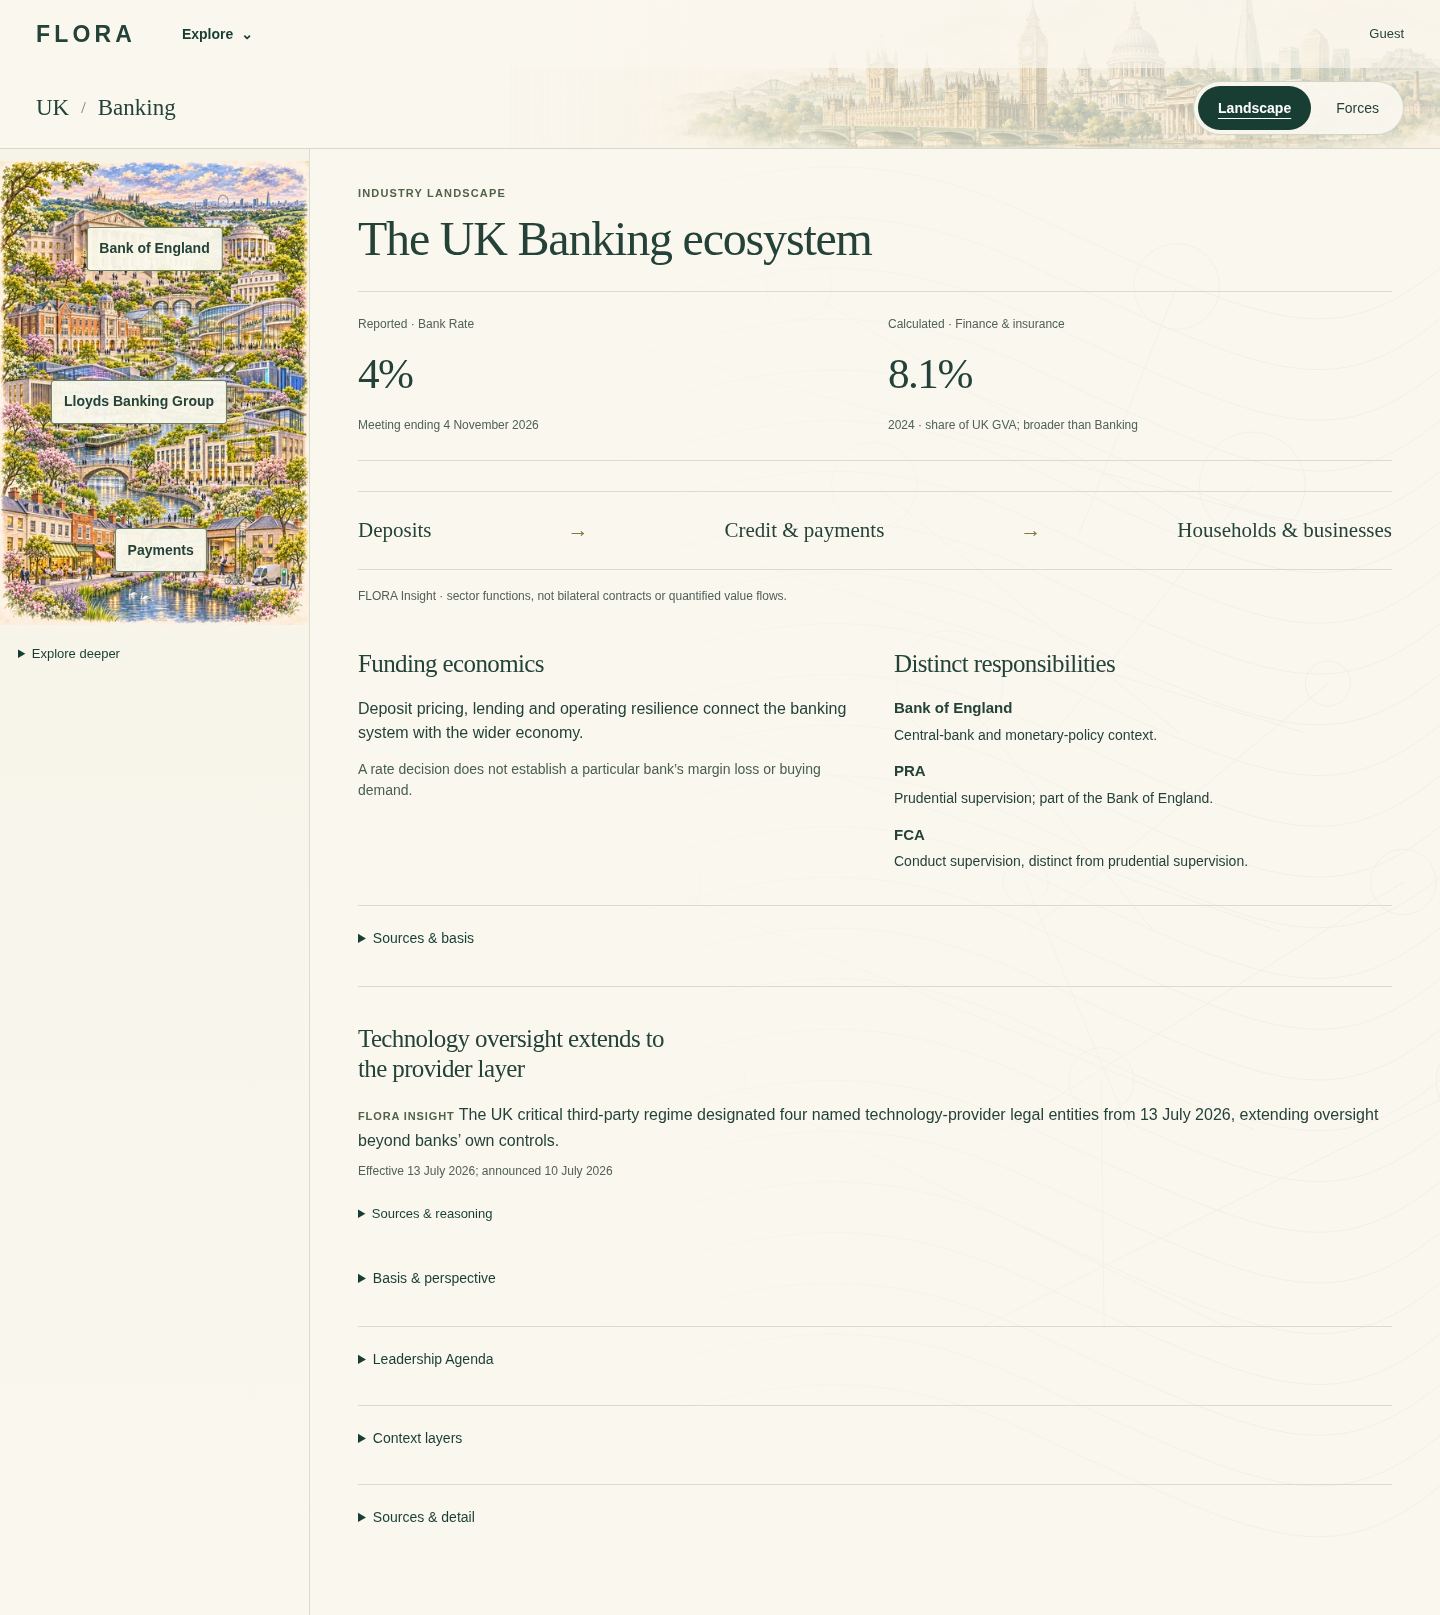 FLORA
Explore
Guest
UK / Banking
Landscape
Forces
Bank of England
Lloyds Banking Group
Payments
▶ Explore deeper
INDUSTRY LANDSCAPE
The UK Banking ecosystem
Reported · Bank Rate
4%
Meeting ending 4 November 2026
Calculated · Finance & insurance
8.1%
2024 · share of UK GVA; broader than Banking
Deposits → Credit & payments → Households & businesses
FLORA Insight · sector functions, not bilateral contracts or quantified value flows.
Funding economics
Deposit pricing, lending and operating resilience connect the banking
system with the wider economy.
A rate decision does not establish a particular bank’s margin loss or buying
demand.
Distinct responsibilities
Bank of England
Central-bank and monetary-policy context.
PRA
Prudential supervision; part of the Bank of England.
FCA
Conduct supervision, distinct from prudential supervision.
▶ Sources & basis
Technology oversight extends to
the provider layer
FLORA INSIGHT The UK critical third-party regime designated four named technology-provider legal entities from 13 July 2026, extending oversight
beyond banks’ own controls.
Effective 13 July 2026; announced 10 July 2026
▶ Sources & reasoning
▶ Basis & perspective
▶ Leadership Agenda
▶ Context layers
▶ Sources & detail